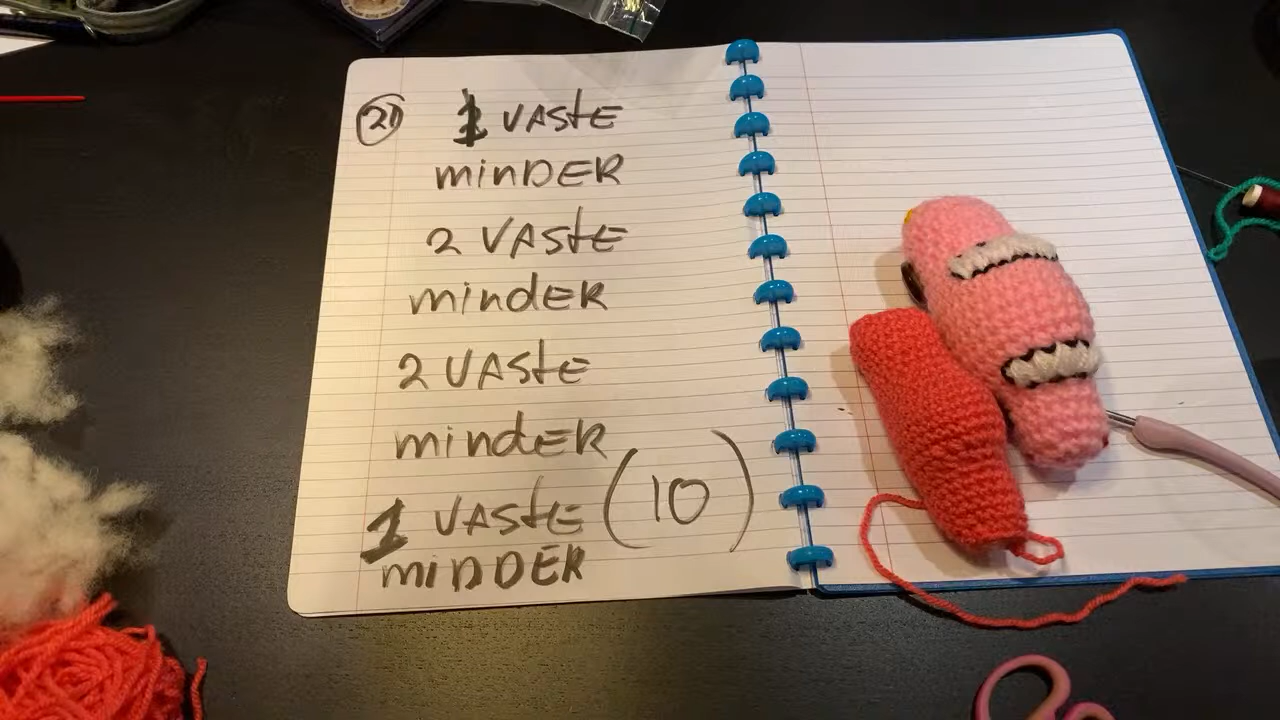 21 1 VASTE
minDER
2 VASTE
mindER
2 VASTE
mindER
1 VASTE (10)
miNDER